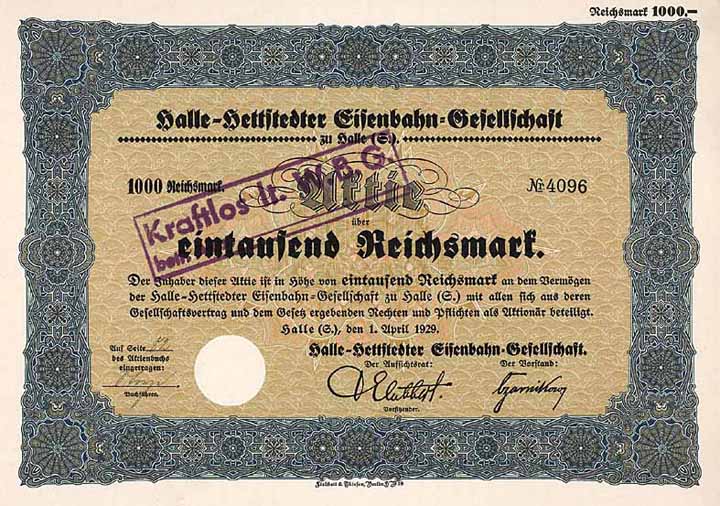 Reichsmark 1000.—
Halle-Hettstedter Eisenbahn-Gesellschaft
zu Halle (S.).
1000 Reichsmark.
Aktie
№ 4096
Kraftlos lt. W.B.G.
über
eintausend Reichsmark.
Der Inhaber dieser Aktie ist in Höhe von eintausend Reichsmark an dem Vermögen
der Halle-Hettstedter Eisenbahn-Gesellschaft zu Halle (S.) mit allen sich aus deren
Gesellschaftsvertrag und dem Gesetz ergebenden Rechten und Pflichten als Aktionär beteiligt.
Halle (S.), den 1. April 1929.
Auf Seite
des Aktienbuchs
eingetragen:
Buchführer.
Halle-Hettstedter Eisenbahn-Gesellschaft.
Der Aufsichtsrat:
Der Vorstand:
Czarnikow
Vorsitzender.